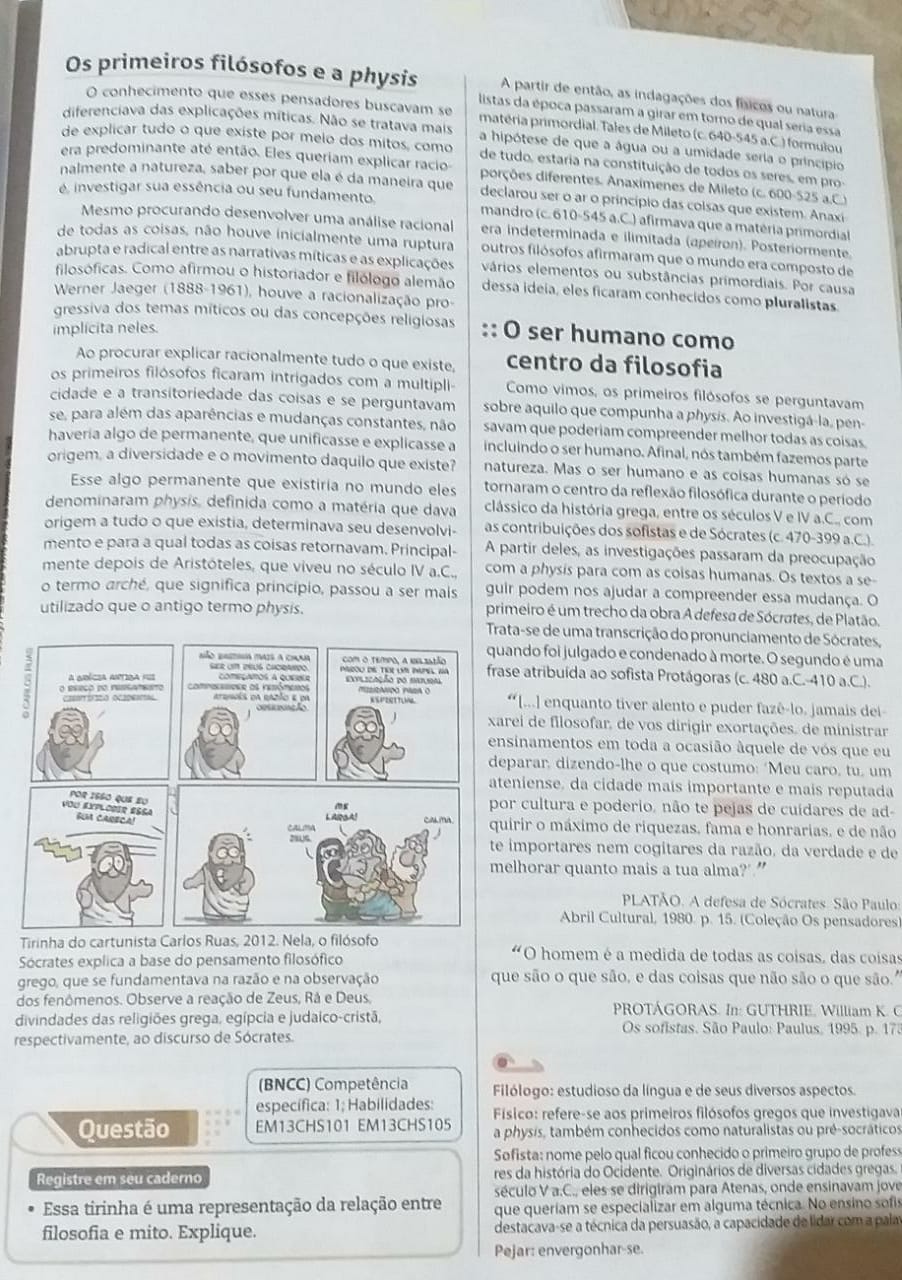 Os primeiros filósofos e a physis
O conhecimento que esses pensadores buscavam se
diferenciava das explicações míticas. Não se tratava mais
de explicar tudo o que existe por meio dos mitos, como
era predominante até então. Eles queriam explicar racio-
nalmente a natureza, saber por que ela é da maneira que
é, investigar sua essência ou seu fundamento.
Mesmo procurando desenvolver uma análise racional
de todas as coisas, não houve inicialmente uma ruptura
abrupta e radical entre as narrativas míticas e as explicações
filosóficas. Como afirmou o historiador e filólogo alemão
Werner Jaeger (1888-1961), houve a racionalização pro-
gressiva dos temas míticos ou das concepções religiosas
implícita neles.
Ao procurar explicar racionalmente tudo o que existe,
os primeiros filósofos ficaram intrigados com a multipli-
cidade e a transitoriedade das coisas e se perguntavam
se, para além das aparências e mudanças constantes, não
haveria algo de permanente, que unificasse e explicasse a
origem, a diversidade e o movimento daquilo que existe?
Esse algo permanente que existiria no mundo eles
denominaram physis, definida como a matéria que dava
origem a tudo o que existia, determinava seu desenvolvi-
mento e para a qual todas as coisas retornavam. Principal-
mente depois de Aristóteles, que viveu no século IV a.C.,
o termo arché, que significa princípio, passou a ser mais
utilizado que o antigo termo physis.
© CARLOS RUAS
A GRÉCIA ANTIGA FOI
O BERÇO DO PENSAMENTO
CIENTÍFICO OCIDENTAL.
NÃO BASTAVA MAIS A CHUVA
SER UM DEUS CHORANDO.
COMEÇAMOS A QUERER
COMPREENDER OS FENÔMENOS
ATRAVÉS DA RAZÃO E DA
OBSERVAÇÃO.
COM O TEMPO, A RELIGIÃO
PAROU DE TER UM PAPEL NA
EXPLICAÇÃO DO NATURAL
MIGRANDO PARA O
ESPIRITUAL.
POR ISSO QUE EU
VOU EXPLODIR ESSA
SUA CARECA!
CALMA
ZEUS.
ME
LARGA!
CALMA.
Tirinha do cartunista Carlos Ruas, 2012. Nela, o filósofo
Sócrates explica a base do pensamento filosófico
grego, que se fundamentava na razão e na observação
dos fenômenos. Observe a reação de Zeus, Rá e Deus,
divindades das religiões grega, egípcia e judaico-cristã,
respectivamente, ao discurso de Sócrates.
Questão
(BNCC) Competência
específica: 1; Habilidades:
EM13CHS101 EM13CHS105
Registre em seu caderno
• Essa tirinha é uma representação da relação entre
filosofia e mito. Explique.
A partir de então, as indagações dos físicos ou natura-
listas da época passaram a girar em torno de qual seria essa
matéria primordial. Tales de Mileto (c. 640-545 a.C.) formulou
a hipótese de que a água ou a umidade seria o princípio
de tudo, estaria na constituição de todos os seres, em pro-
porções diferentes. Anaxímenes de Mileto (c. 600-525 a.C.)
declarou ser o ar o princípio das coisas que existem. Anaxi-
mandro (c. 610-545 a.C.) afirmava que a matéria primordial
era indeterminada e ilimitada (apeiron). Posteriormente,
outros filósofos afirmaram que o mundo era composto de
vários elementos ou substâncias primordiais. Por causa
dessa ideia, eles ficaram conhecidos como pluralistas.
:: O ser humano como
centro da filosofia
Como vimos, os primeiros filósofos se perguntavam
sobre aquilo que compunha a physis. Ao investigá-la, pen-
savam que poderiam compreender melhor todas as coisas,
incluindo o ser humano. Afinal, nós também fazemos parte
natureza. Mas o ser humano e as coisas humanas só se
tornaram o centro da reflexão filosófica durante o período
clássico da história grega, entre os séculos V e IV a.C., com
as contribuições dos sofistas e de Sócrates (c. 470-399 a.C.).
A partir deles, as investigações passaram da preocupação
com a physis para com as coisas humanas. Os textos a se-
guir podem nos ajudar a compreender essa mudança. O
primeiro é um trecho da obra A defesa de Sócrates, de Platão.
Trata-se de uma transcrição do pronunciamento de Sócrates,
quando foi julgado e condenado à morte. O segundo é uma
frase atribuída ao sofista Protágoras (c. 480 a.C.-410 a.C.).
“[...] enquanto tiver alento e puder fazê-lo, jamais dei-
xarei de filosofar, de vos dirigir exortações, de ministrar
ensinamentos em toda a ocasião àquele de vós que eu
deparar, dizendo-lhe o que costumo: ‘Meu caro, tu, um
ateniense, da cidade mais importante e mais reputada
por cultura e poderio, não te pejas de cuidares de ad-
quirir o máximo de riquezas, fama e honrarias, e de não
te importares nem cogitares da razão, da verdade e de
melhorar quanto mais a tua alma?’.”
PLATÃO. A defesa de Sócrates. São Paulo:
Abril Cultural, 1980. p. 15. (Coleção Os pensadores)
“O homem é a medida de todas as coisas, das coisas
que são o que são, e das coisas que não são o que são.”
PROTÁGORAS. In: GUTHRIE, William K. C
Os sofistas. São Paulo: Paulus, 1995. p. 173
Filólogo: estudioso da língua e de seus diversos aspectos.
Físico: refere-se aos primeiros filósofos gregos que investigava
a physis, também conhecidos como naturalistas ou pré-socráticos
Sofista: nome pelo qual ficou conhecido o primeiro grupo de profess
res da história do Ocidente. Originários de diversas cidades gregas,
século V a.C., eles se dirigiram para Atenas, onde ensinavam jove
que queriam se especializar em alguma técnica. No ensino sofis
destacava-se a técnica da persuasão, a capacidade de lidar com a palav
Pejar: envergonhar-se.